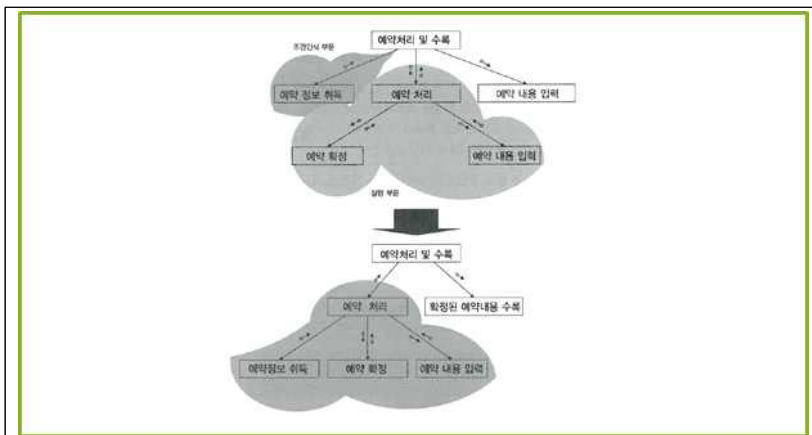 예약처리 및 수록
조건인식 부문
예약 정보 취득
예약 처리
예약 내용 입력
예약 확정
예약 내용 입력
실행 부문
예약처리 및 수록
예약 처리
확정된 예약내용 수록
예약정보 취득
예약 확정
예약 내용 입력